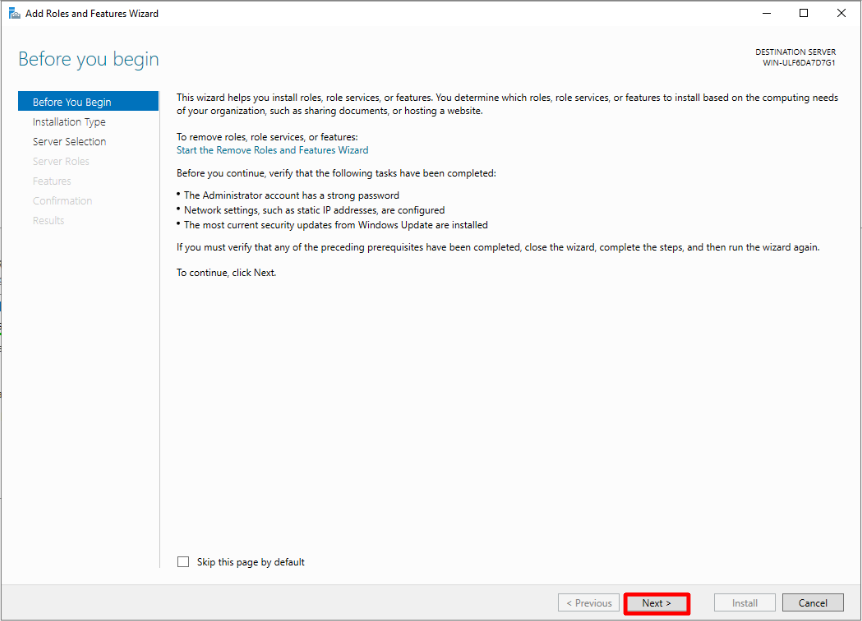 Add Roles and Features Wizard
Before you begin
DESTINATION SERVER
WIN-ULF6DA7D7G1
Before You Begin
Installation Type
Server Selection
Server Roles
Features
Confirmation
Results
This wizard helps you install roles, role services, or features. You determine which roles, role services, or features to install based on the computing needs
of your organization, such as sharing documents, or hosting a website.
To remove roles, role services, or features:
Start the Remove Roles and Features Wizard
Before you continue, verify that the following tasks have been completed:
• The Administrator account has a strong password
• Network settings, such as static IP addresses, are configured
• The most current security updates from Windows Update are installed
If you must verify that any of the preceding prerequisites have been completed, close the wizard, complete the steps, and then run the wizard again.
To continue, click Next.
Skip this page by default
< Previous
Next >
Install
Cancel